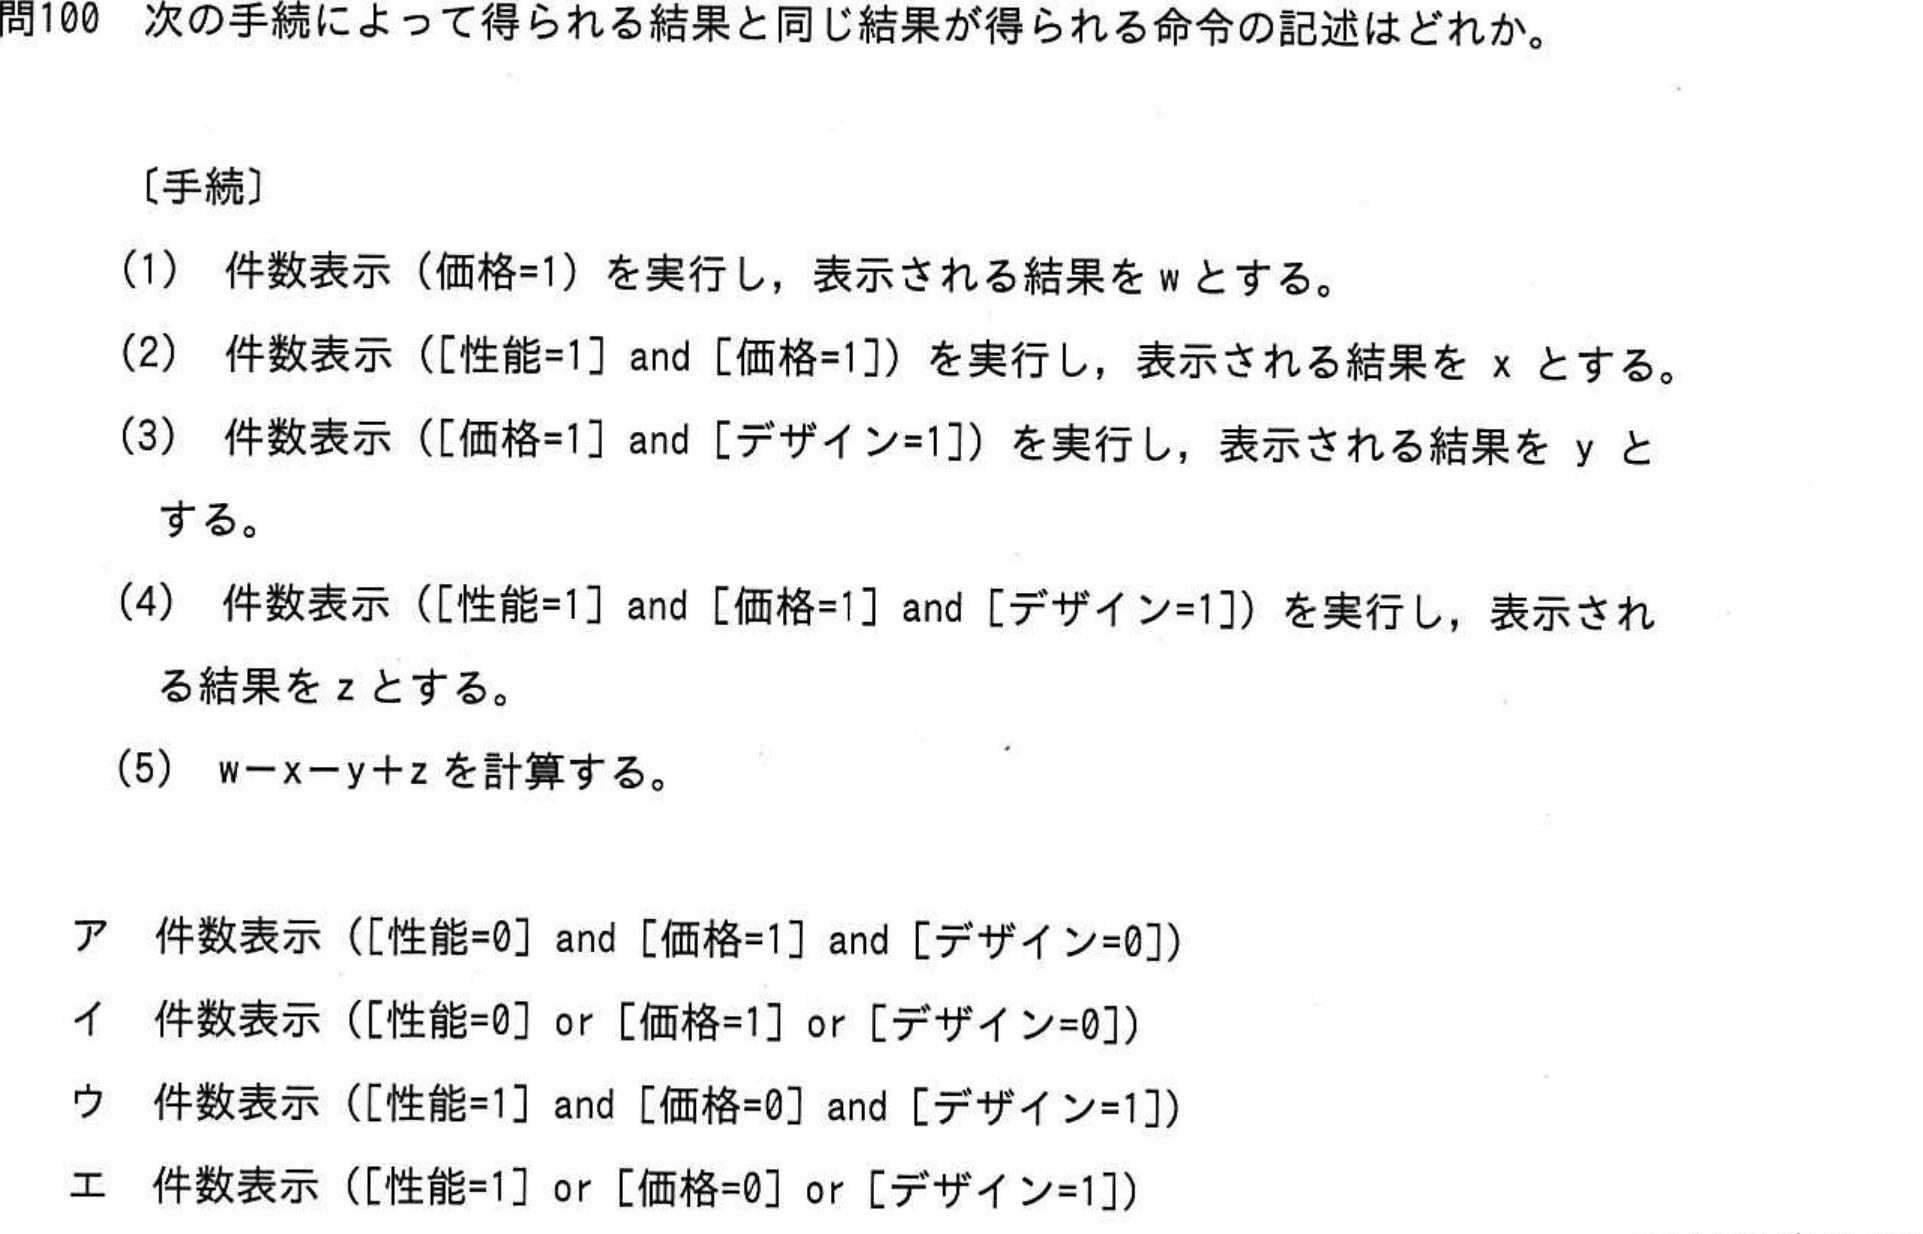 問100 次の手続によって得られる結果と同じ結果が得られる命令の記述はどれか。
〔手続〕
(1) 件数表示（価格=1）を実行し，表示される結果をwとする。
(2) 件数表示（[性能=1] and [価格=1]）を実行し，表示される結果を x とする。
(3) 件数表示（[価格=1] and [デザイン=1]）を実行し，表示される結果を y と
する。
(4) 件数表示（[性能=1] and [価格=1] and [デザイン=1]）を実行し，表示され
る結果を z とする。
(5) w－x－y＋z を計算する。
ア 件数表示（[性能=0] and [価格=1] and [デザイン=0]）
イ 件数表示（[性能=0] or [価格=1] or [デザイン=0]）
ウ 件数表示（[性能=1] and [価格=0] and [デザイン=1]）
エ 件数表示（[性能=1] or [価格=0] or [デザイン=1]）